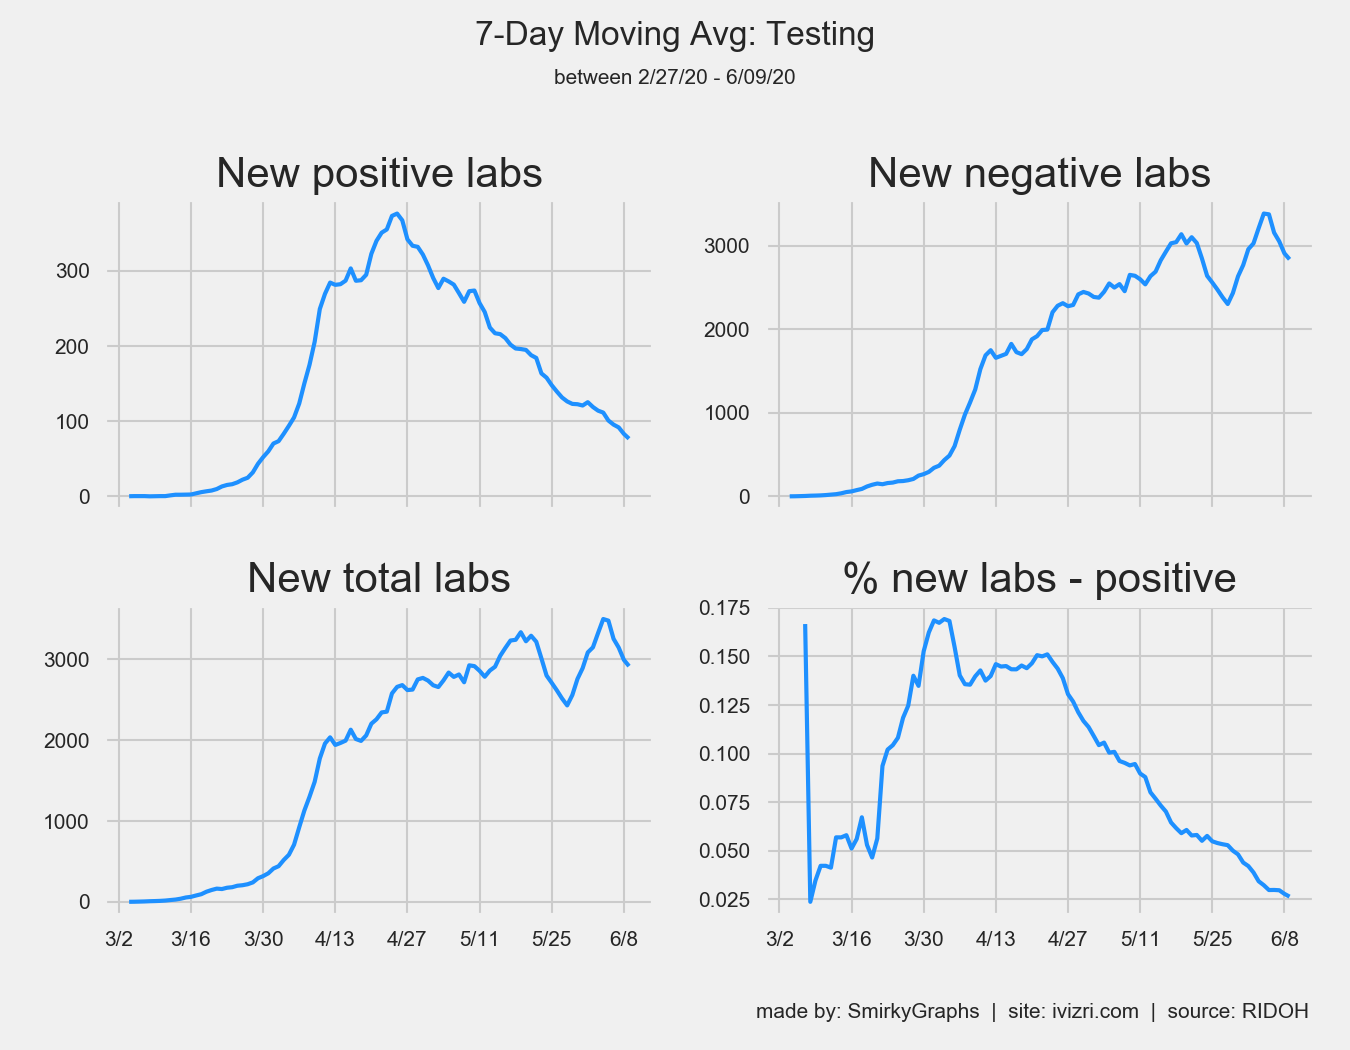 7-Day Moving Avg: Testing
between 2/27/20 - 6/09/20
New positive labs
300
200
100
0
New negative labs
3000
2000
1000
0
New total labs
3000
2000
1000
0
3/2 3/16 3/30 4/13 4/27 5/11 5/25 6/8
% new labs - positive
0.175
0.150
0.125
0.100
0.075
0.050
0.025
3/2 3/16 3/30 4/13 4/27 5/11 5/25 6/8
made by: SmirkyGraphs | site: ivizri.com | source: RIDOH